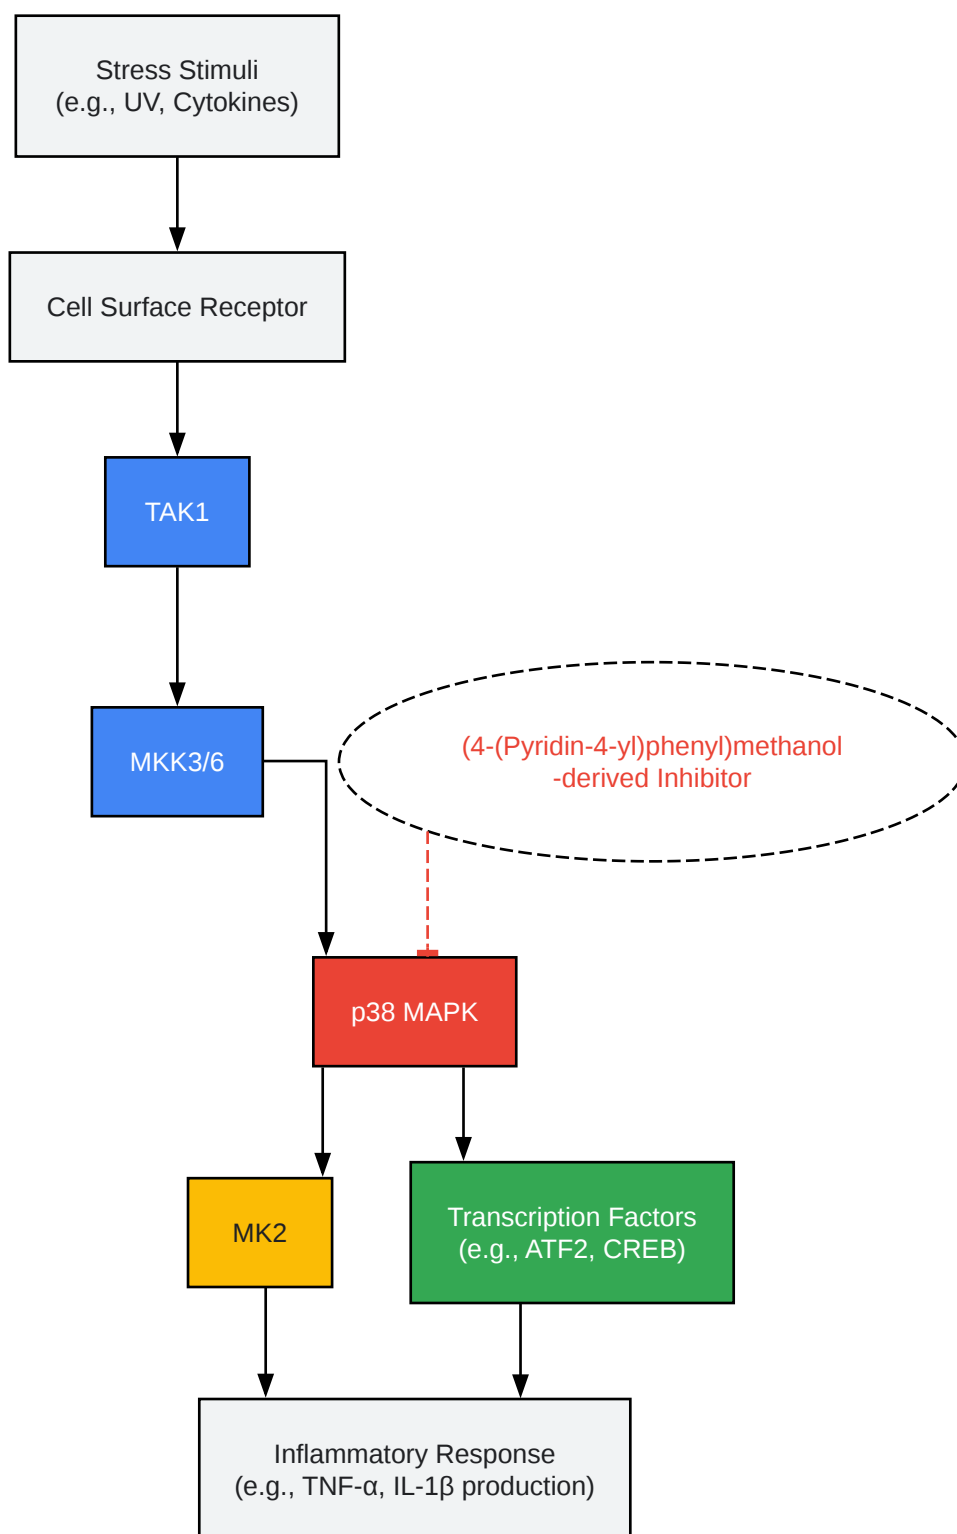 Stress Stimuli
(e.g., UV, Cytokines)
Cell Surface Receptor
TAK1
MKK3/6
(4-(Pyridin-4-yl)phenyl)methanol
-derived Inhibitor
p38 MAPK
MK2
Transcription Factors
(e.g., ATF2, CREB)
Inflammatory Response
(e.g., TNF-α, IL-1β production)